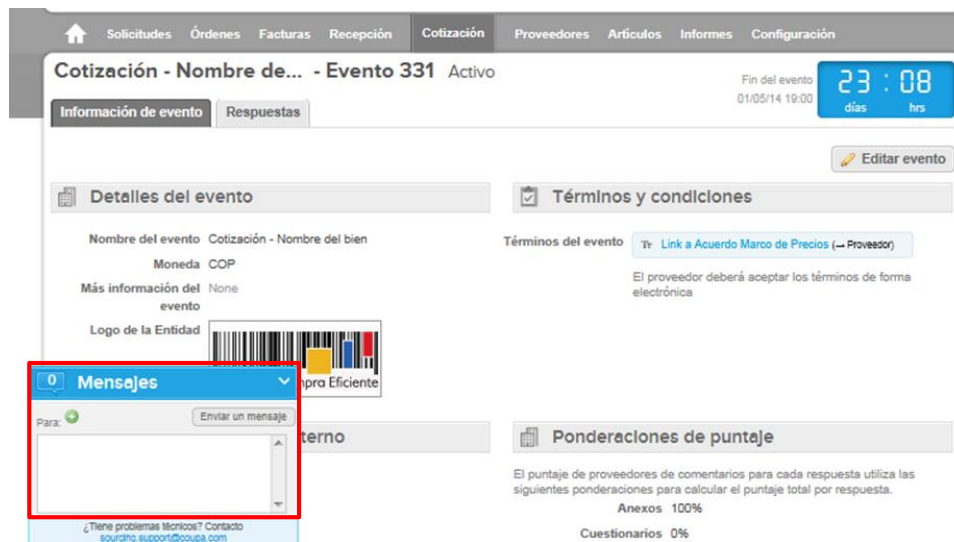 Solicitudes Órdenes Facturas Recepción Cotización Proveedores Artículos Informes Configuración
Cotización - Nombre de... - Evento 331 Activo
Fin del evento
01/05/14 19:00
23 : 08
días hrs
Información de evento Respuestas
Editar evento
Detalles del evento
Nombre del evento Cotización - Nombre del bien
Moneda COP
Más información del evento None
Logo de la Entidad
mpra Eficiente
Términos y condiciones
Términos del evento Tr Link a Acuerdo Marco de Precios (→ Proveedor)
El proveedor deberá aceptar los términos de forma
electrónica
0 Mensajes
Para: Enviar un mensaje
¿Tiene problemas técnicos? Contacto
sourcing.support@coupa.com
terno
Ponderaciones de puntaje
El puntaje de proveedores de comentarios para cada respuesta utiliza las
siguientes ponderaciones para calcular el puntaje total por respuesta.
Anexos 100%
Cuestionarios 0%